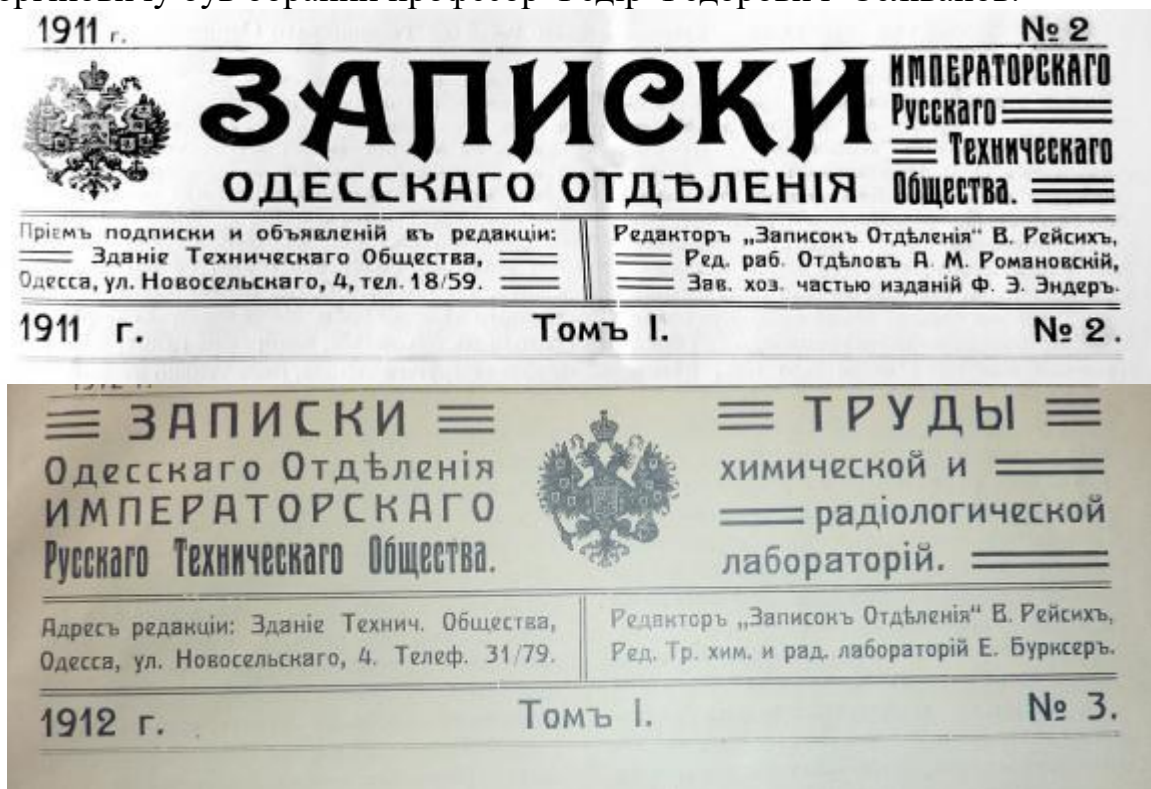 був обраний професор
1911 г. № 2
ЗАПИСКИ
ОДЕССКАГО ОТДѢЛЕНІЯ
ИМПЕРАТОРСКАГО
Русскаго
Техническаго
Общества.
Пріемъ подписки и объявленій въ редакціи:
Зданіе Техническаго Общества,
Одесса, ул. Новосельскаго, 4, тел. 18/59.
Редакторъ „Записокъ Отдѣленія“ В. Рейсихъ,
Ред. раб. Отдѣловъ А. М. Романовскій,
Зав. хоз. частью изданій Ф. Э. Эндеръ.
1911 г. Томъ I. № 2.
ЗАПИСКИ
Одесскаго Отдѣленія
ИМПЕРАТОРСКАГО
Русскаго Техническаго Общества.
ТРУДЫ
химической и
радіологической
лабораторій.
Адресъ редакціи: Зданіе Технич. Общества,
Одесса, ул. Новосельскаго, 4. Телеф. 31/79.
Редакторъ „Записокъ Отдѣленія“ В. Рейсихъ,
Ред. Тр. хим. и рад. лабораторій Е. Бурксеръ.
1912 г. Томъ I. № 3.